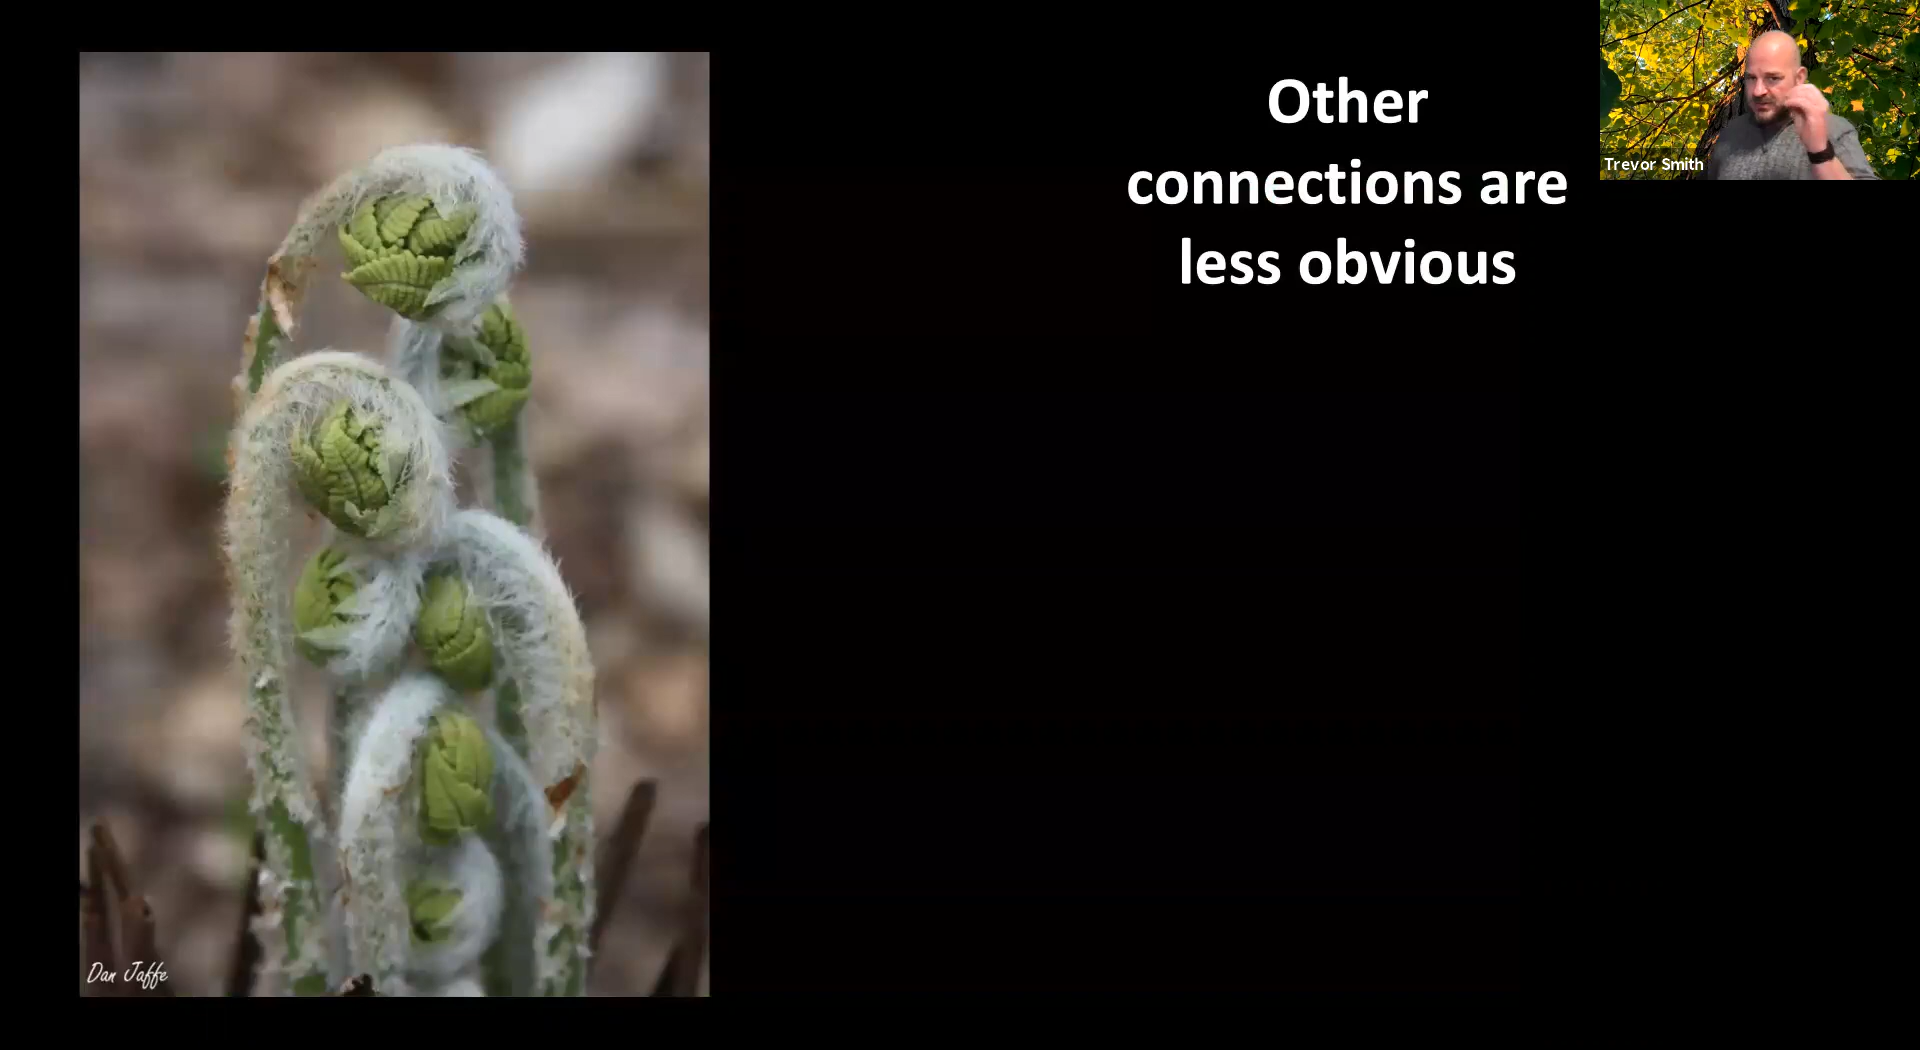 Other
connections are
less obvious
Trevor Smith
Dan Jaffe